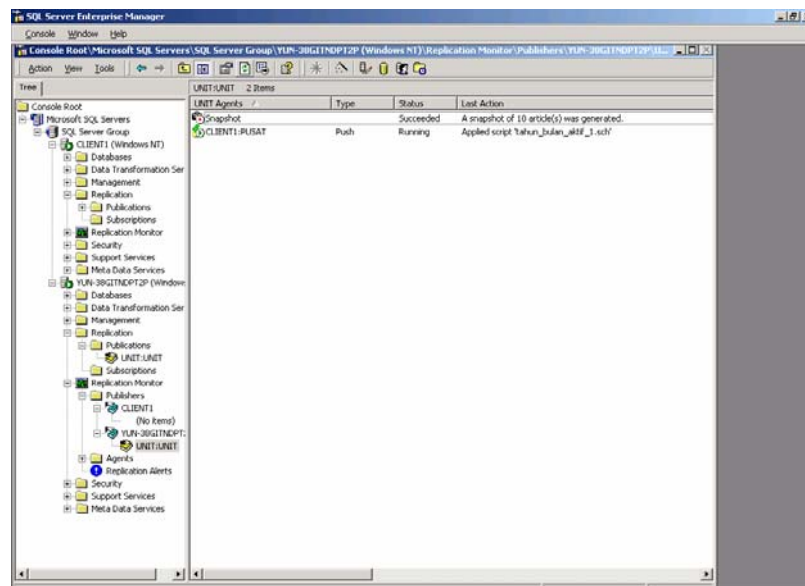 SQL Server Enterprise Manager
Console Window Help
Console Root\Microsoft SQL Servers\SQL Server Group\YUN-38GITNDPT2P (Windows NT)\Replication Monitor\Publishers\YUN-38GITNDPT2P\U...
Action View Tools
Tree
UNIT:UNIT 2 Items
UNIT Agents Type Status Last Action
Snapshot Succeeded A snapshot of 10 article(s) was generated.
CLIENT1:PUSAT Push Running Applied script 'tahun_bulan_aktif_1.sch'
Console Root
Microsoft SQL Servers
SQL Server Group
CLIENT1 (Windows NT)
Databases
Data Transformation Ser
Management
Replication
Publications
Subscriptions
Replication Monitor
Security
Support Services
Meta Data Services
YUN-38GITNDPT2P (Window
Databases
Data Transformation Ser
Management
Replication
Publications
UNIT:UNIT
Subscriptions
Replication Monitor
Publishers
CLIENT1
(No items)
YUN-38GITNDPT:
UNIT:UNIT
Agents
Replication Alerts
Security
Support Services
Meta Data Services